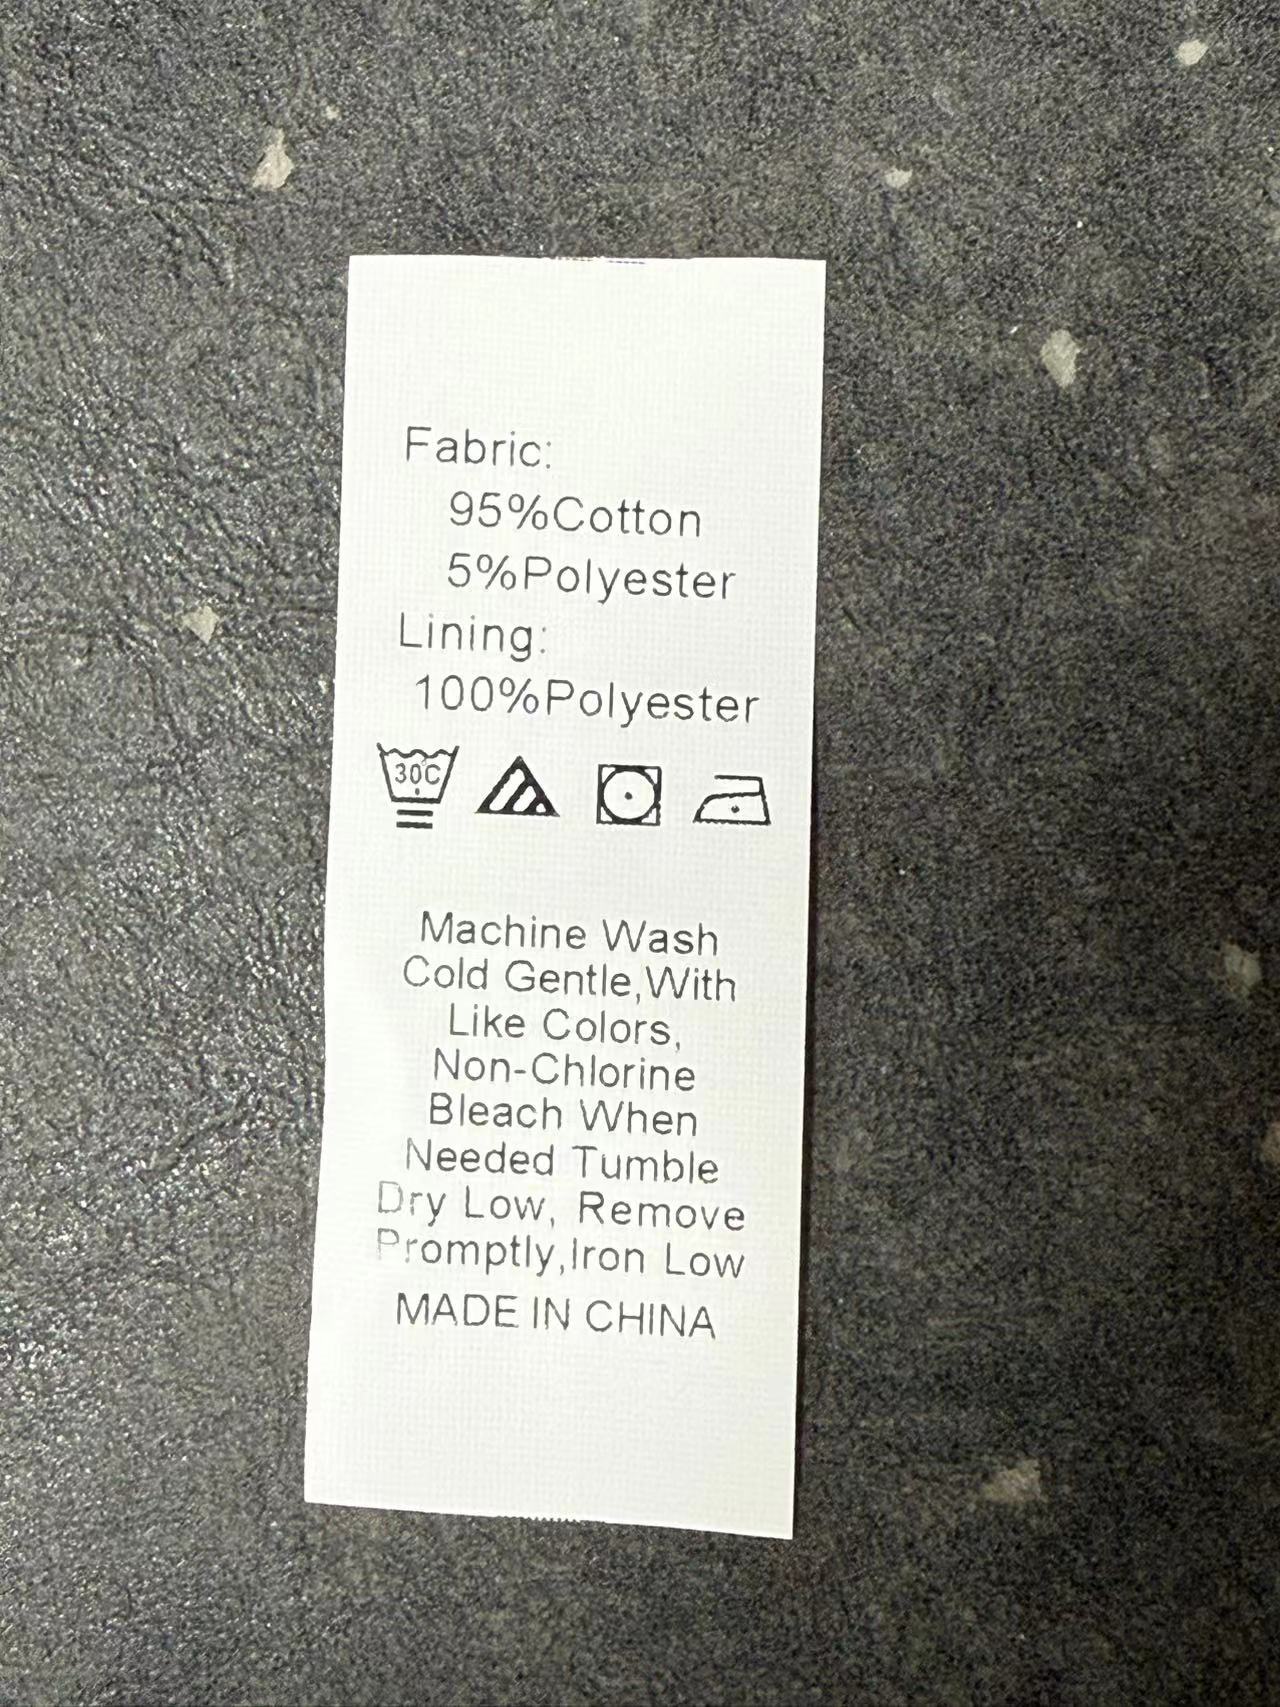 Fabric:
95%Cotton
5%Polyester
Lining:
100%Polyester
30C
Machine Wash
Cold Gentle,With
Like Colors,
Non-Chlorine
Bleach When
Needed Tumble
Dry Low, Remove
Promptly,Iron Low
MADE IN CHINA